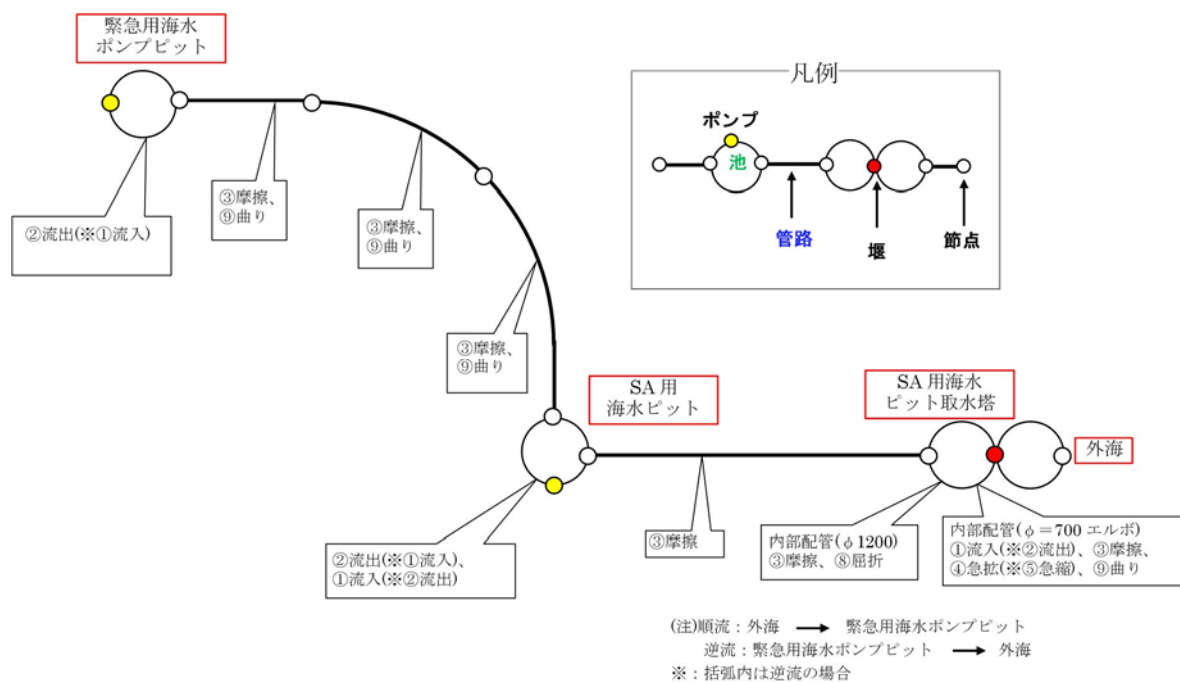 緊急用海水
ポンプピット
凡例
ポンプ
池
管路
堰
節点
③摩擦、
⑨曲り
③摩擦、
⑨曲り
②流出(※①流入)
③摩擦、
⑨曲り
SA 用
海水ピット
SA 用海水
ピット取水塔
外海
②流出(※①流入)、
①流入(※②流出)
③摩擦
内部配管(φ1200)
③摩擦、⑧屈折
内部配管(φ＝700 エルボ)
①流入(※②流出)、③摩擦、
④急拡(※⑤急縮)、⑨曲り
(注)順流：外海 → 緊急用海水ポンプピット
逆流：緊急用海水ポンプピット → 外海
※：括弧内は逆流の場合